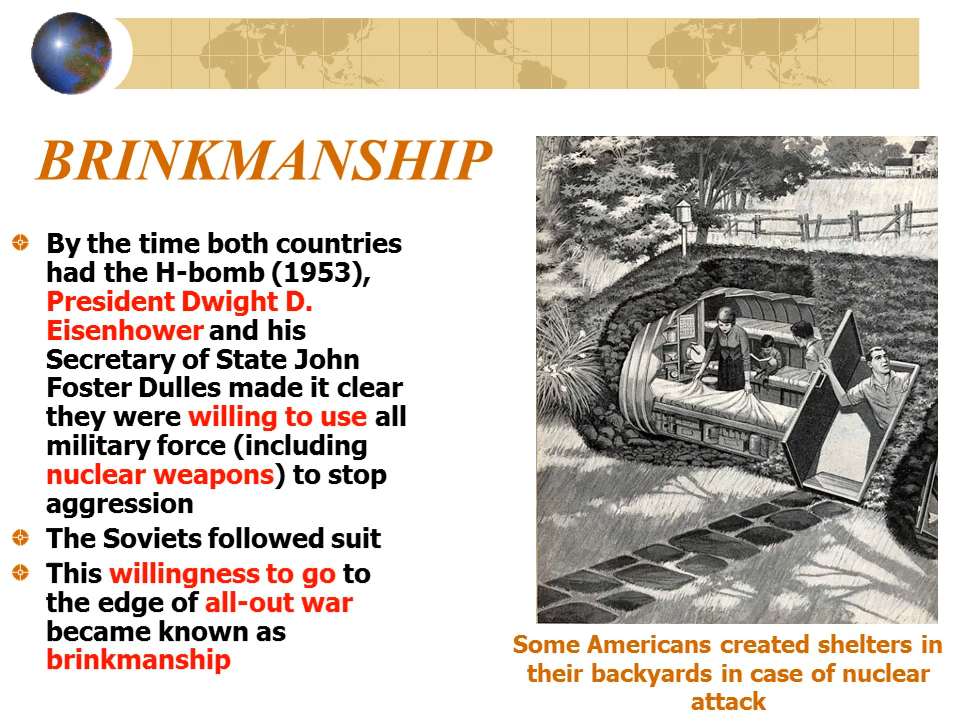 BRINKMANSHIP
By the time both countries
had the H-bomb (1953),
President Dwight D.
Eisenhower and his
Secretary of State John
Foster Dulles made it clear
they were willing to use all
military force (including
nuclear weapons) to stop
aggression
The Soviets followed suit
This willingness to go to
the edge of all-out war
became known as
brinkmanship
Some Americans created shelters in
their backyards in case of nuclear
attack